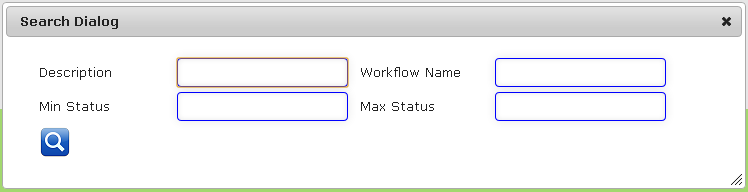 Search Dialog
Description Workflow Name
Min Status Max Status